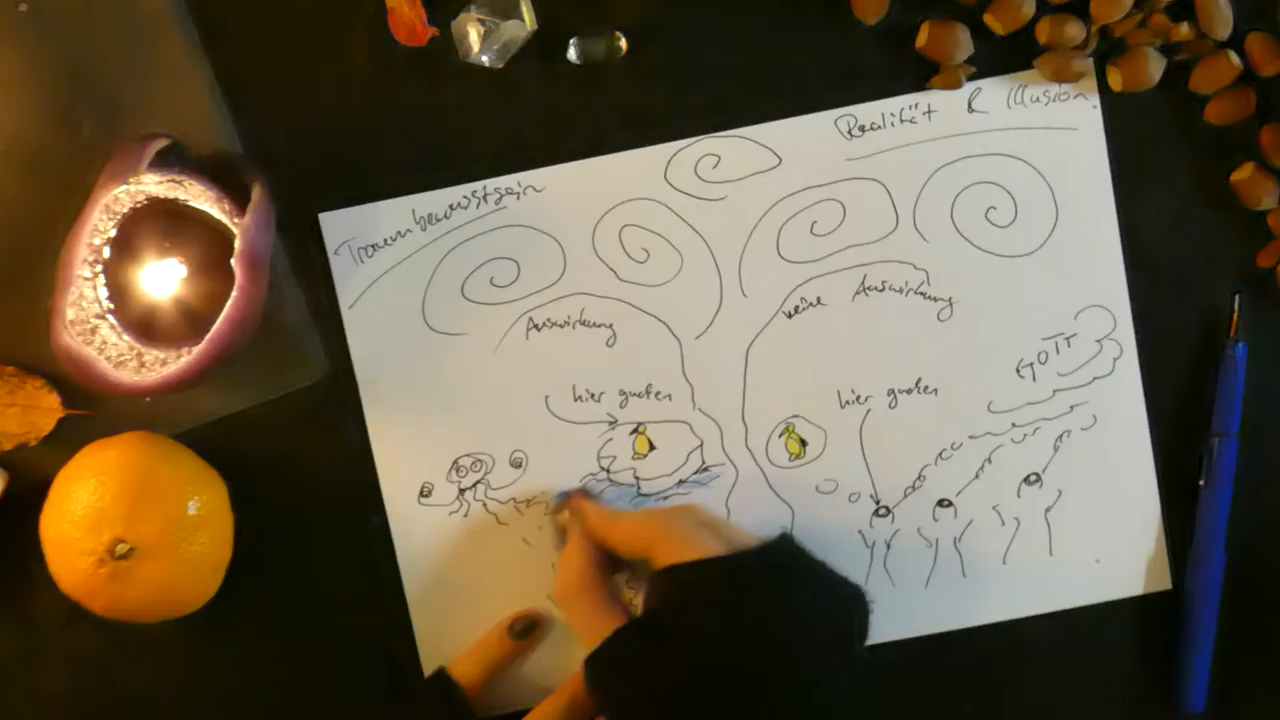 Traumbewusstsein
Realität & Illusion.
Auswirkung
keine Auswirkung
hier gucken
hier gucken
GOTT